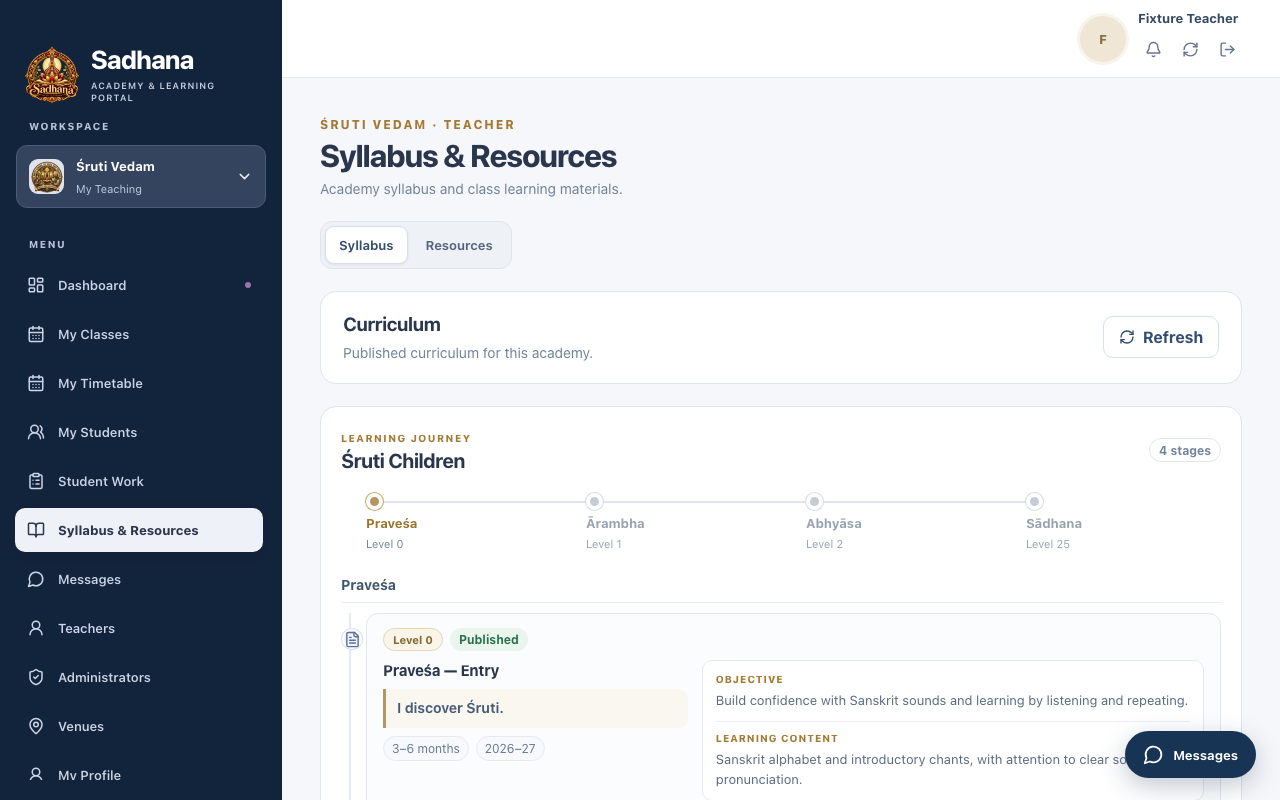 Sadhana
Sadhana
ACADEMY & LEARNING
PORTAL
WORKSPACE
Śruti Vedam
My Teaching
MENU
Dashboard
My Classes
My Timetable
My Students
Student Work
Syllabus & Resources
Messages
Teachers
Administrators
Venues
My Profile
F
Fixture Teacher
ŚRUTI VEDAM · TEACHER
Syllabus & Resources
Academy syllabus and class learning materials.
Syllabus
Resources
Curriculum
Published curriculum for this academy.
Refresh
LEARNING JOURNEY
Śruti Children
4 stages
Praveśa
Level 0
Ārambha
Level 1
Abhyāsa
Level 2
Sādhana
Level 25
Praveśa
Level 0
Published
Praveśa — Entry
I discover Śruti.
3–6 months
2026–27
OBJECTIVE
Build confidence with Sanskrit sounds and learning by listening and repeating.
LEARNING CONTENT
Sanskrit alphabet and introductory chants, with attention to clear
pronunciation.
Messages